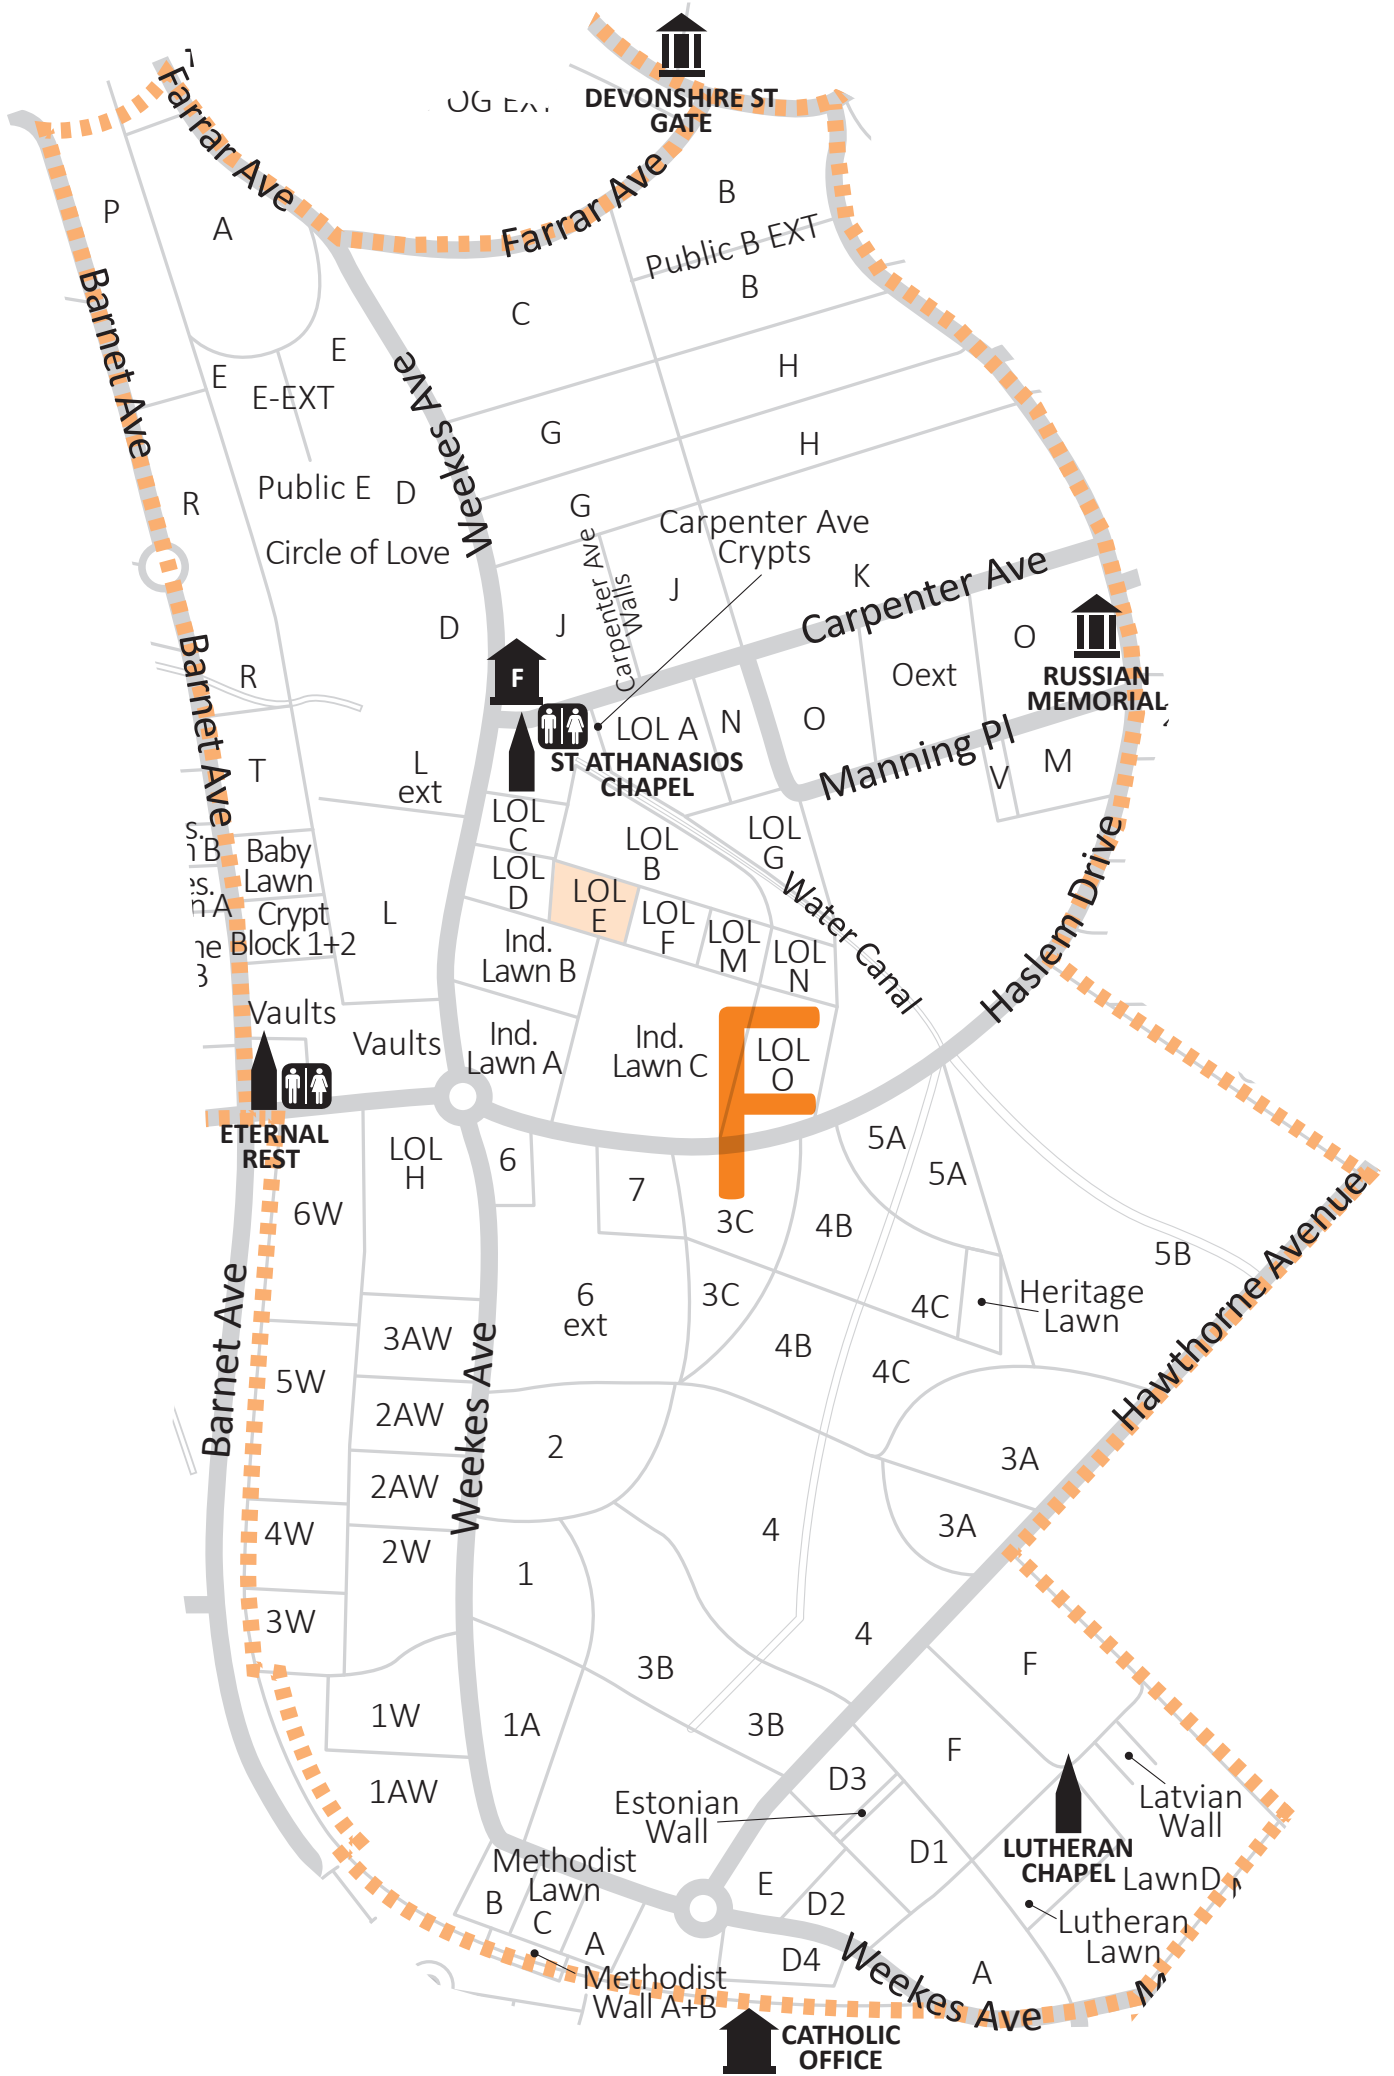 DEVONSHIRE ST
GATE
Farrar Ave
Farrar Ave
B
P
A
Public B EXT
B
C
Barnet Ave
E
E
E-EXT
Weekes Ave
H
G
H
R
Public E
D
G
Carpenter Ave
Crypts
Circle of Love
Carpenter Ave
Walls
J
K
Carpenter Ave
D
J
O
Oext
RUSSIAN
MEMORIAL
F
R
Barnet Ave
LOL A
N
O
Manning Pl
M
V
ST ATHANASIOS
CHAPEL
T
L
ext
LOL
C
LOL
B
LOL
G
Haslem Drive
Baby
Lawn
LOL
D
LOL
E
LOL
F
LOL
M
LOL
N
Water Canal
Crypt
Block 1+2
L
Ind.
Lawn B
Vaults
Vaults
Ind.
Lawn A
Ind.
Lawn C
F
LOL
O
ETERNAL
REST
LOL
H
6
7
5A
5A
6W
3C
4B
5B
Hawthorne Avenue
Barnet Ave
6
ext
3C
4C
Heritage
Lawn
3AW
4B
4C
5W
2AW
Weekes Ave
2
3A
2AW
4
3A
4W
2W
1
3W
4
3B
F
1W
1A
3B
F
1AW
D3
Estonian
Wall
Latvian
Wall
D1
LUTHERAN
CHAPEL
LawnD
Methodist
Lawn
B
C
A
E
D2
Lutheran
Lawn
D4
Weekes Ave
A
Methodist
Wall A+B
CATHOLIC
OFFICE